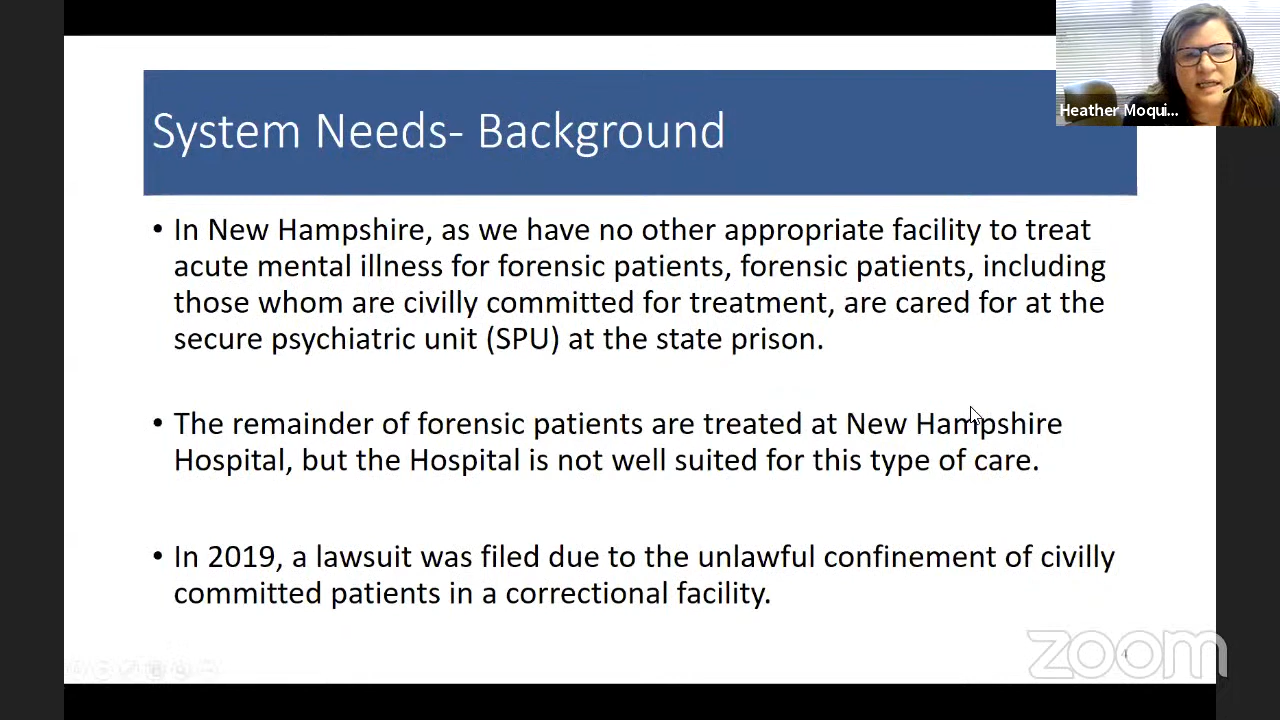 Heather Moqui...
System Needs- Background
• In New Hampshire, as we have no other appropriate facility to treat
acute mental illness for forensic patients, forensic patients, including
those whom are civilly committed for treatment, are cared for at the
secure psychiatric unit (SPU) at the state prison.
• The remainder of forensic patients are treated at New Hampshire
Hospital, but the Hospital is not well suited for this type of care.
• In 2019, a lawsuit was filed due to the unlawful confinement of civilly
committed patients in a correctional facility.
4
zoom